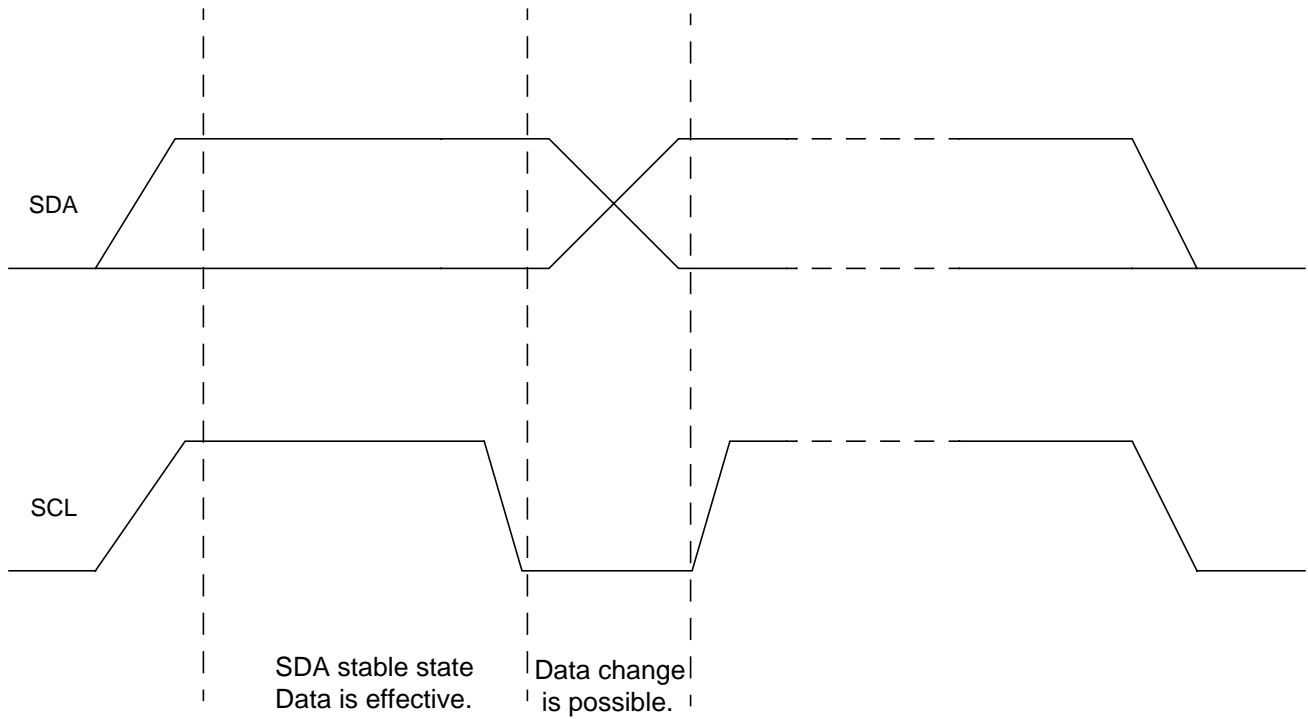 SDA
SCL
SDA stable state
Data is effective.
Data change
is possible.